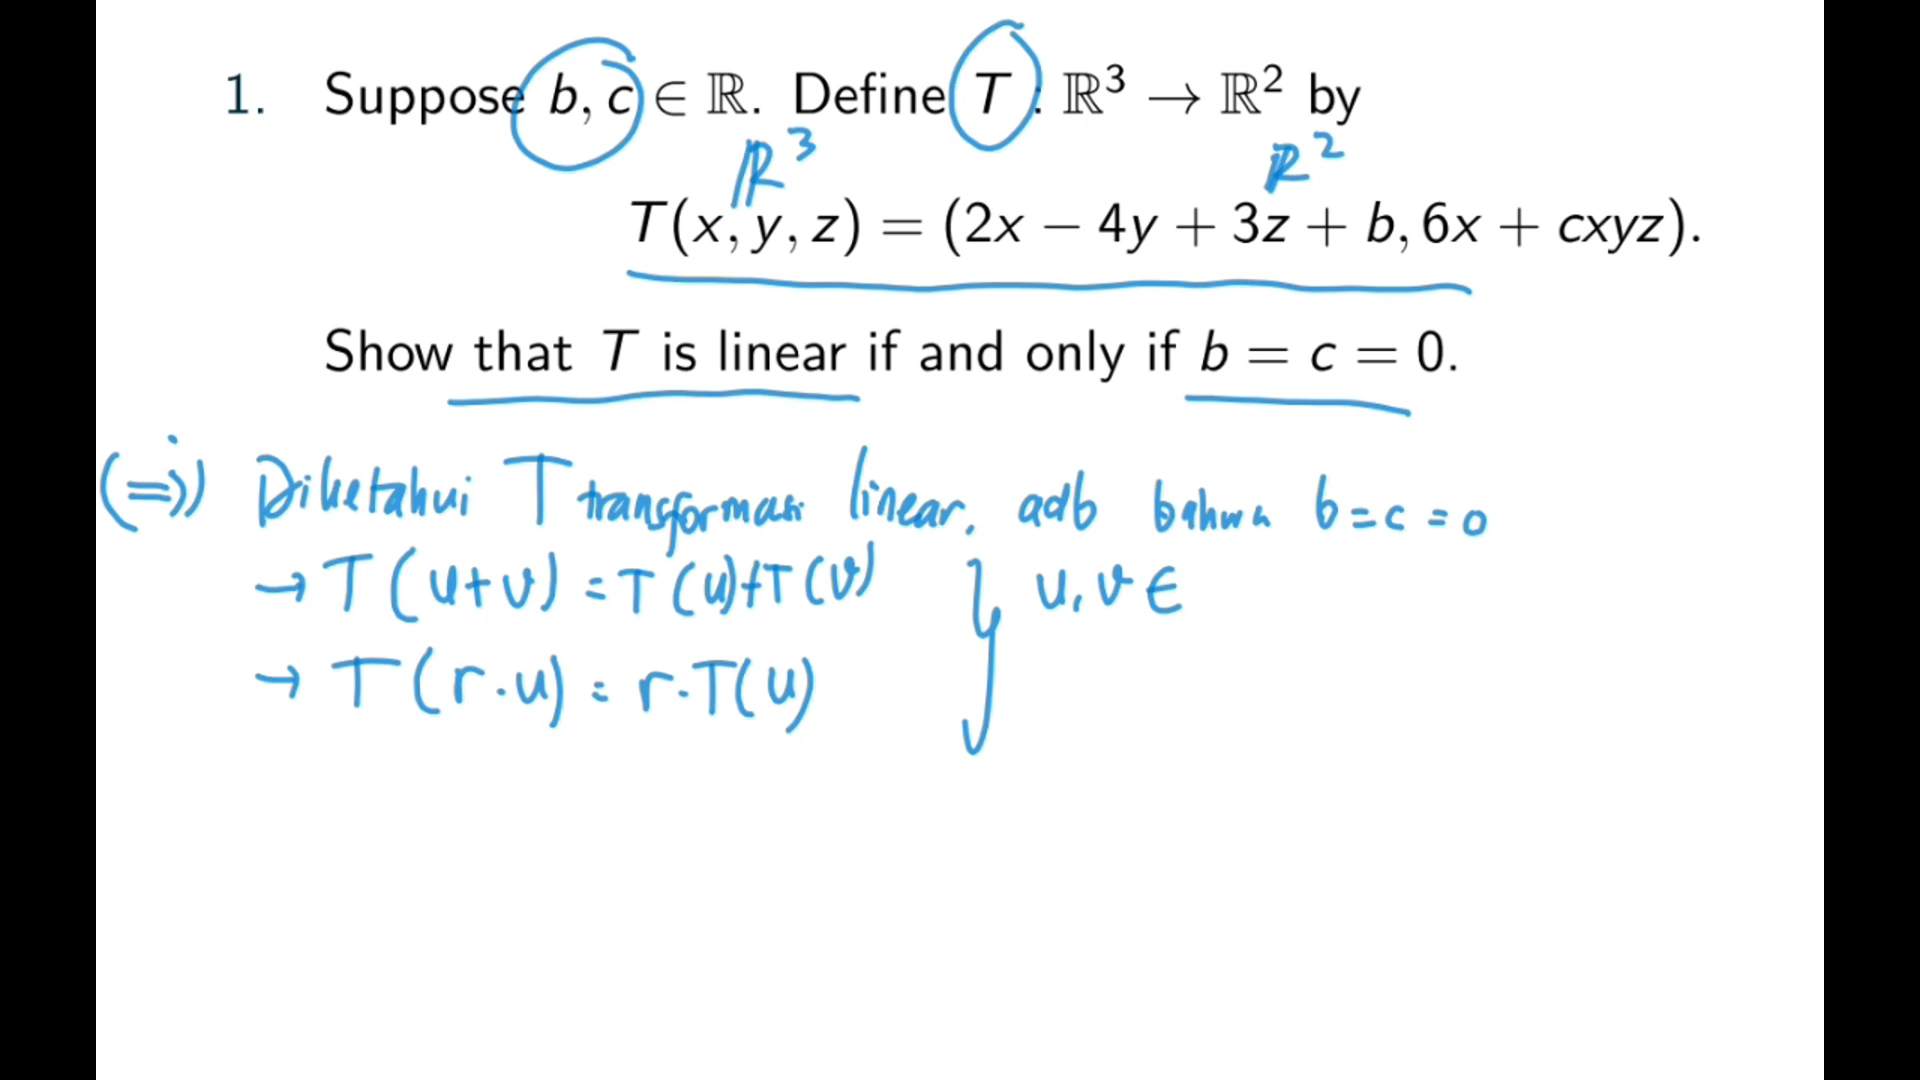 1. Suppose b, c ∈ ℝ. Define T : ℝ³ → ℝ² by
ℝ³ ℝ²
T(x, y, z) = (2x − 4y + 3z + b, 6x + cxyz).
Show that T is linear if and only if b = c = 0.
(⇒) Diketahui T transformasi linear. adb bahwa b=c=0
→ T(u+v) = T(u)+T(v) } u,v ∈
→ T(r·u) = r·T(u)